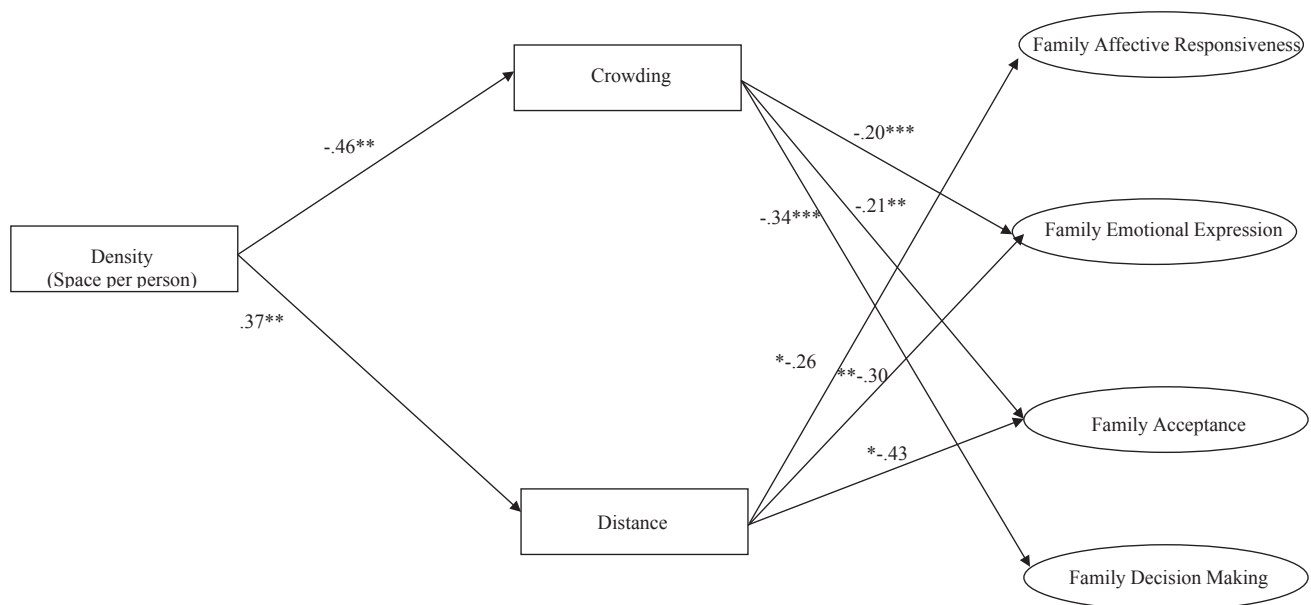 Family Affective Responsiveness
Crowding
-.20***
-.46**
-.21**
-.34***
Family Emotional Expression
Density
(Space per person)
.37**
*-.26
**-.30
Family Acceptance
*-.43
Distance
Family Decision Making